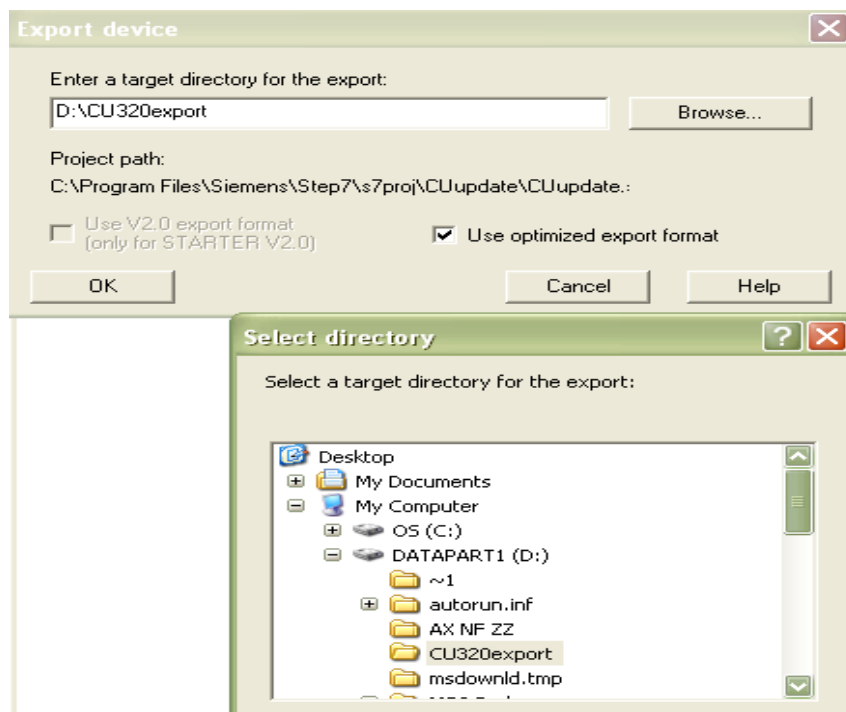 Export device
Enter a target directory for the export:
D:\CU320export
Browse...
Project path:
C:\Program Files\Siemens\Step7\s7proj\CUupdate\CUupdate.:
Use V2.0 export format
(only for STARTER V2.0)
Use optimized export format
OK
Cancel
Help
Select directory
Select a target directory for the export:
Desktop
My Documents
My Computer
OS (C:)
DATAPART1 (D:)
~1
autorun.inf
AX NF ZZ
CU320export
msdownld.tmp